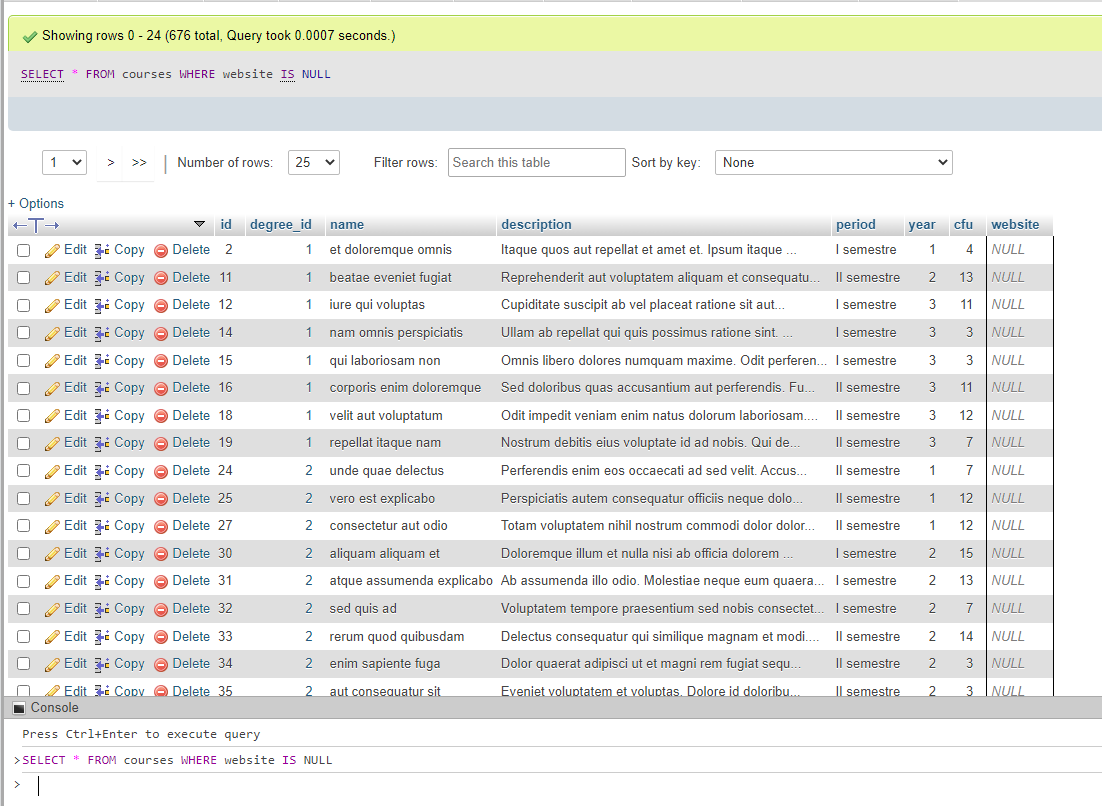 Showing rows 0 - 24 (676 total, Query took 0.0007 seconds.)
SELECT * FROM courses WHERE website IS NULL
1 > >> | Number of rows: 25 Filter rows: Search this table Sort by key: None
+ Options
←T→ id degree_id name description period year cfu website
Edit Copy Delete 2 1 et doloremque omnis Itaque quos aut repellat et amet et. Ipsum itaque ... I semestre 1 4 NULL
Edit Copy Delete 11 1 beatae eveniet fugiat Reprehenderit aut voluptatem aliquam et consequatu... II semestre 2 13 NULL
Edit Copy Delete 12 1 iure qui voluptas Cupiditate suscipit ab vel placeat ratione sit aut... I semestre 3 11 NULL
Edit Copy Delete 14 1 nam omnis perspiciatis Ullam ab repellat qui quis possimus ratione sint. ... I semestre 3 3 NULL
Edit Copy Delete 15 1 qui laboriosam non Omnis libero dolores numquam maxime. Odit perferen... I semestre 3 3 NULL
Edit Copy Delete 16 1 corporis enim doloremque Sed doloribus quas accusantium aut perferendis. Fu... II semestre 3 11 NULL
Edit Copy Delete 18 1 velit aut voluptatum Odit impedit veniam enim natus dolorum laboriosam.... II semestre 3 12 NULL
Edit Copy Delete 19 1 repellat itaque nam Nostrum debitis eius voluptate id ad nobis. Qui de... II semestre 3 7 NULL
Edit Copy Delete 24 2 unde quae delectus Perferendis enim eos occaecati ad sed velit. Accus... II semestre 1 7 NULL
Edit Copy Delete 25 2 vero est explicabo Perspiciatis autem consequatur officiis neque dolo... II semestre 1 12 NULL
Edit Copy Delete 27 2 consectetur aut odio Totam voluptatem nihil nostrum commodi dolor dolor... II semestre 1 12 NULL
Edit Copy Delete 30 2 aliquam aliquam et Doloremque illum et nulla nisi ab officia dolorem ... I semestre 2 15 NULL
Edit Copy Delete 31 2 atque assumenda explicabo Ab assumenda illo odio. Molestiae neque eum quaera... I semestre 2 13 NULL
Edit Copy Delete 32 2 sed quis ad Voluptatem tempore praesentium sed nobis consectet... I semestre 2 7 NULL
Edit Copy Delete 33 2 rerum quod quibusdam Delectus consequatur qui similique magnam et modi.... II semestre 2 14 NULL
Edit Copy Delete 34 2 enim sapiente fuga Dolor quaerat adipisci ut et magni rem fugiat sequ... II semestre 2 3 NULL
Edit Copy Delete 35 2 aut consequatur sit Eveniet voluptatem et voluptas. Dolore id doloribu... II semestre 2 3 NULL
Console
Press Ctrl+Enter to execute query
>SELECT * FROM courses WHERE website IS NULL
>